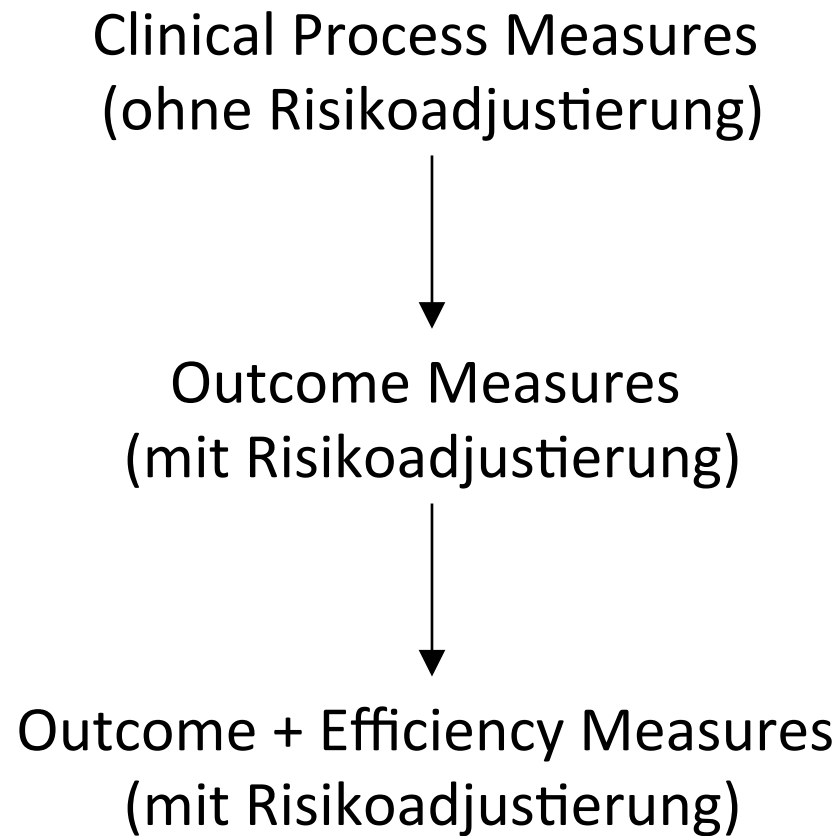 Clinical Process Measures
(ohne Risikoadjustierung)
Outcome Measures
(mit Risikoadjustierung)
Outcome + Efficiency Measures
(mit Risikoadjustierung)